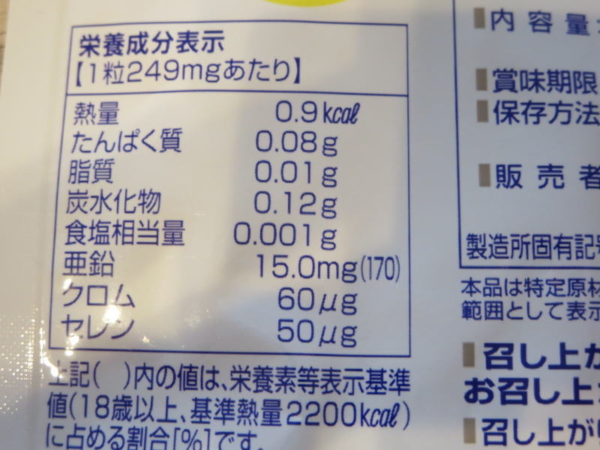 栄養成分表示
【1粒249mgあたり】
熱量 0.9kcal
たんぱく質 0.08g
脂質 0.01g
炭水化物 0.12g
食塩相当量 0.001g
亜鉛 15.0mg(170)
クロム 60μg
セレン 50μg
上記( )内の値は、栄養素等表示基準
値(18歳以上、基準熱量2200kcal)
に占める割合[%]です。
内容量
賞味期限
保存方法
販売者
製造所固有記
本品は特定原材
範囲として表示
召し上が
お召し上
召し上が